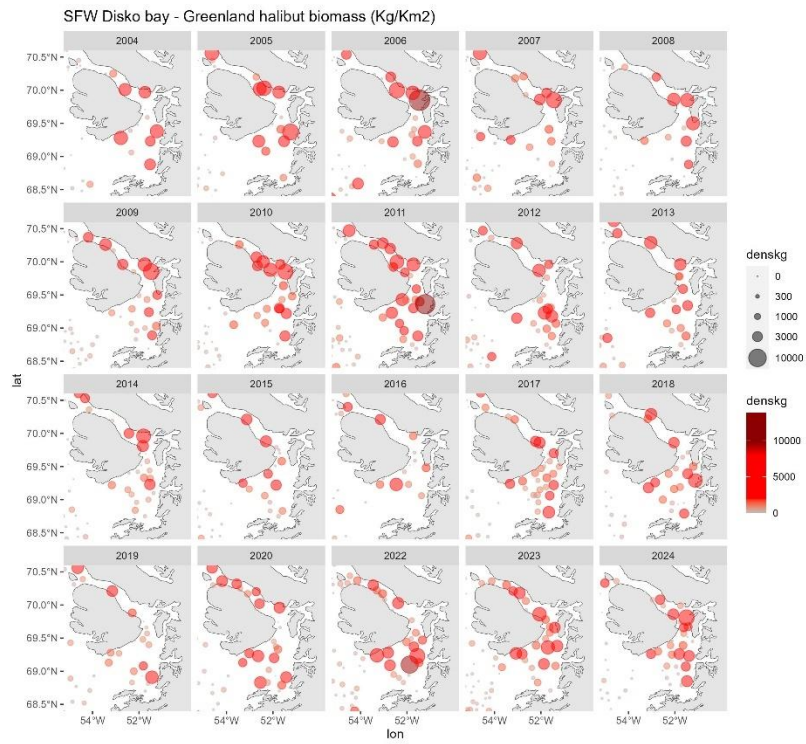 SFW Disko bay - Greenland halibut biomass (Kg/Km2)
2004 2005 2006 2007 2008
70.5°N
70.0°N
69.5°N
69.0°N
68.5°N
2009 2010 2011 2012 2013
70.5°N
70.0°N
69.5°N
69.0°N
68.5°N
2014 2015 2016 2017 2018
70.5°N
70.0°N
69.5°N
69.0°N
68.5°N
2019 2020 2022 2023 2024
70.5°N
70.0°N
69.5°N
69.0°N
68.5°N
54°W 52°W 54°W 52°W 54°W 52°W 54°W 52°W 54°W 52°W
lon
lat
denskg
0
300
1000
3000
10000
denskg
10000
5000
0